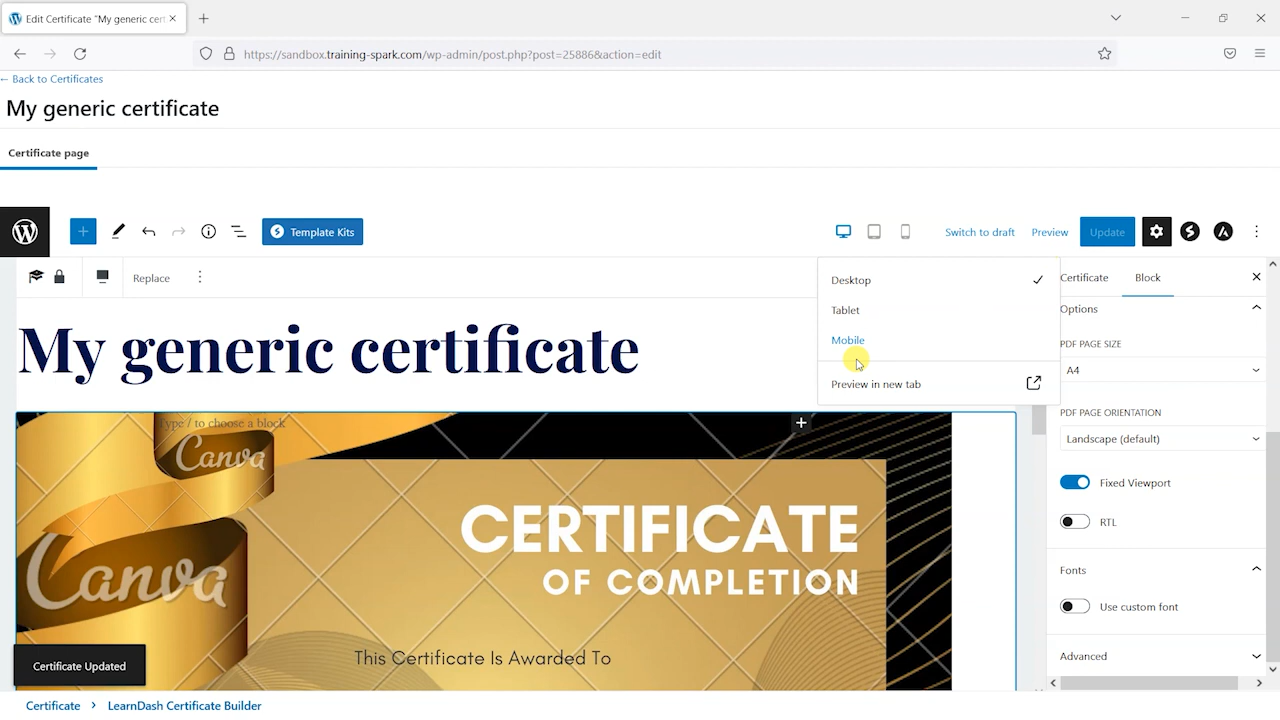 Edit Certificate "My generic cert
https://sandbox.training-spark.com/wp-admin/post.php?post=25886&action=edit
← Back to Certificates
My generic certificate
Certificate page
Template Kits
Switch to draft
Preview
Update
Replace
Desktop
Tablet
Mobile
Preview in new tab
Certificate
Block
Options
PDF PAGE SIZE
A4
PDF PAGE ORIENTATION
Landscape (default)
Fixed Viewport
RTL
Fonts
Use custom font
Advanced
My generic certificate
Type / to choose a block
Canva
CERTIFICATE
OF COMPLETION
Canva
This Certificate Is Awarded To
Certificate Updated
Certificate > LearnDash Certificate Builder